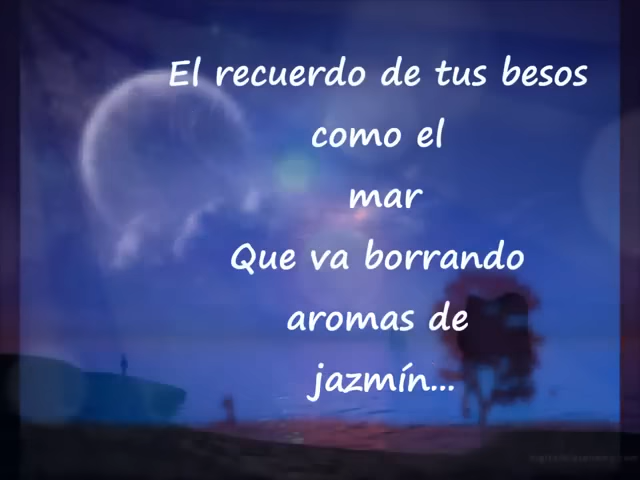 El recuerdo de tus besos
como el
mar
Que va borrando
aromas de
jazmín...